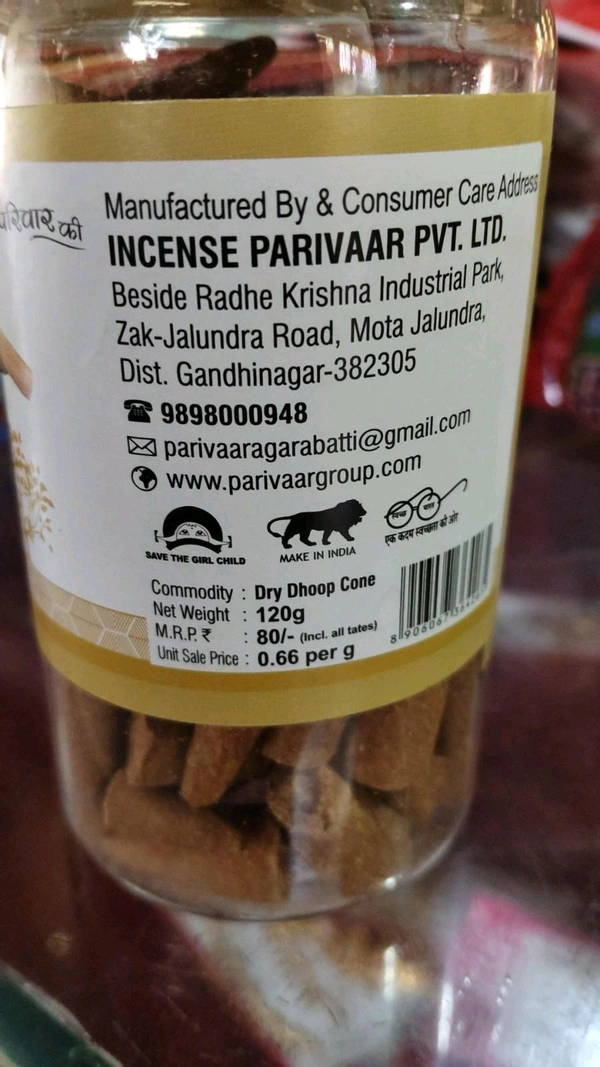 परिवार की
Manufactured By & Consumer Care Address
INCENSE PARIVAAR PVT. LTD.
Beside Radhe Krishna Industrial Park,
Zak-Jalundra Road, Mota Jalundra,
Dist. Gandhinagar-382305
9898000948
parivaaragarabatti@gmail.com
www.parivaargroup.com
SAVE THE GIRL CHILD
MAKE IN INDIA
स्वच्छ भारत
एक कदम स्वच्छता की ओर
Commodity : Dry Dhoop Cone
Net Weight : 120g
M.R.P. ₹ : 80/- (Incl. all tates)
Unit Sale Price : 0.66 per g